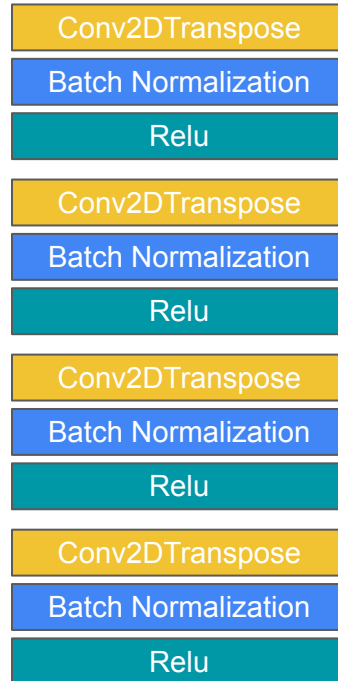 Conv2DTranspose
Batch Normalization
Relu
Conv2DTranspose
Batch Normalization
Relu
Conv2DTranspose
Batch Normalization
Relu
Conv2DTranspose
Batch Normalization
Relu